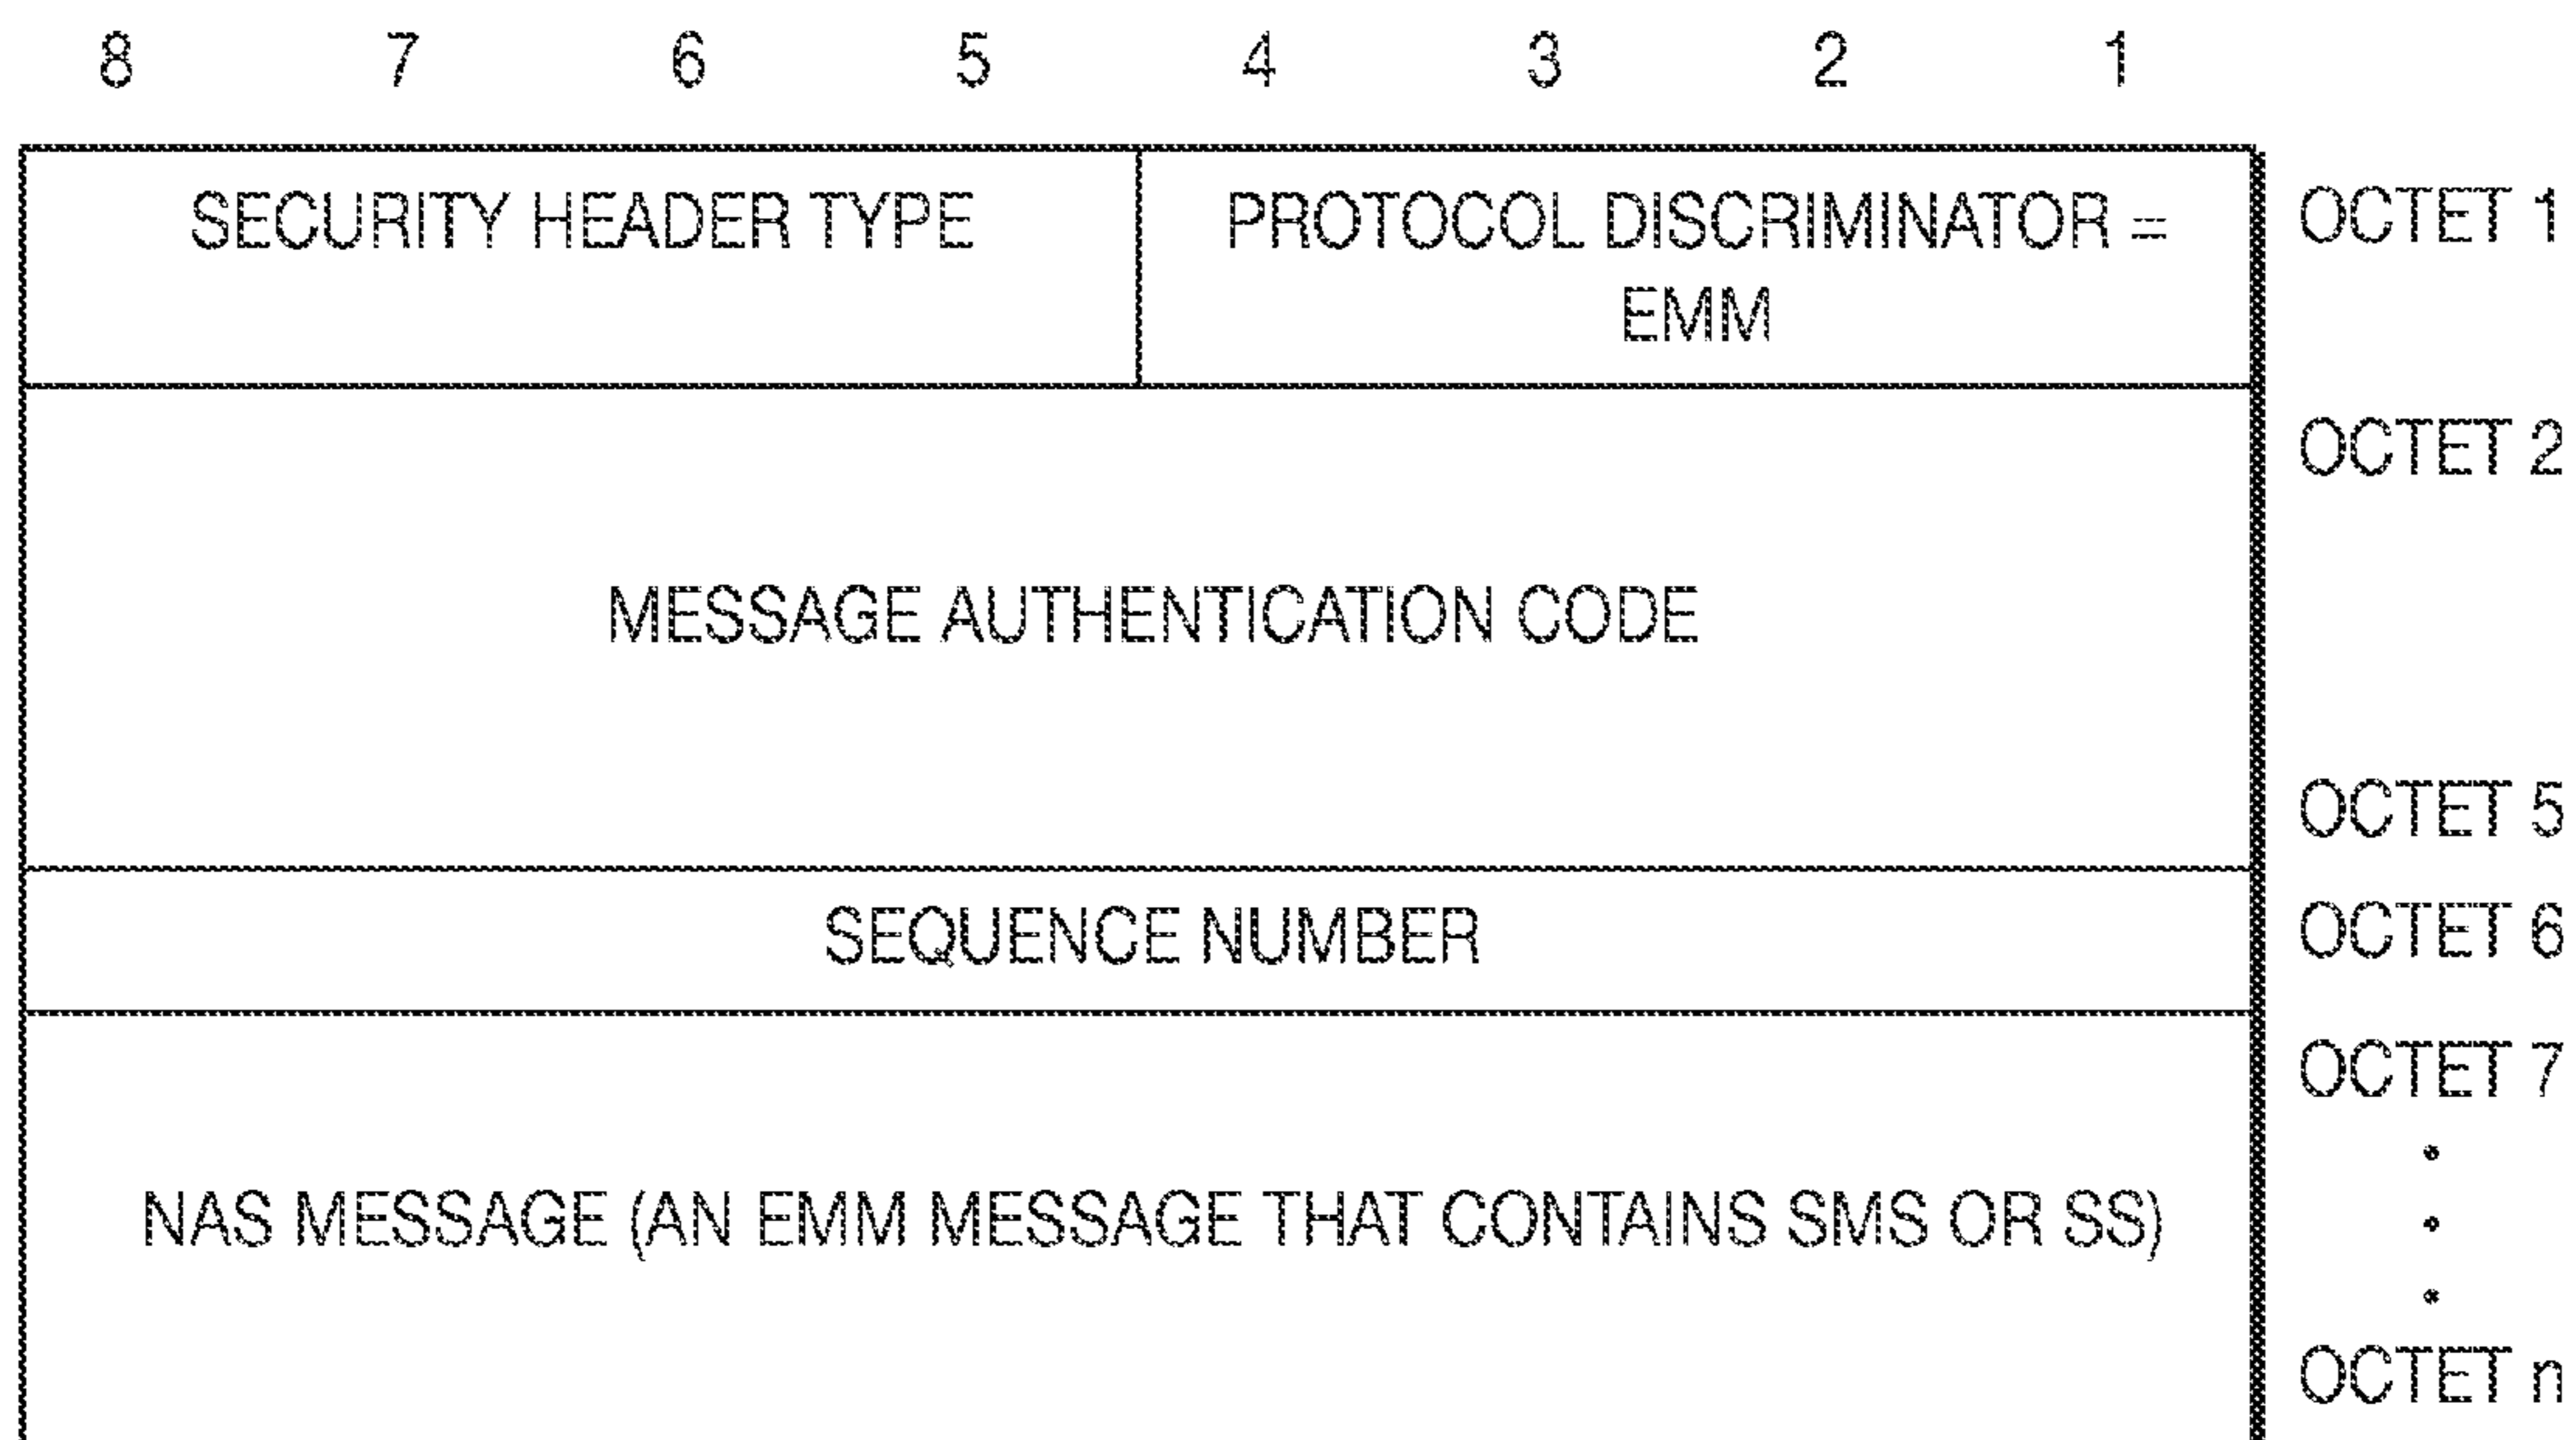 8 7 6 5 4 3 2 1
SECURITY HEADER TYPE
PROTOCOL DISCRIMINATOR =
EMM
OCTET 1
OCTET 2
MESSAGE AUTHENTICATION CODE
OCTET 5
SEQUENCE NUMBER
OCTET 6
OCTET 7
NAS MESSAGE (AN EMM MESSAGE THAT CONTAINS SMS OR SS)
OCTET n